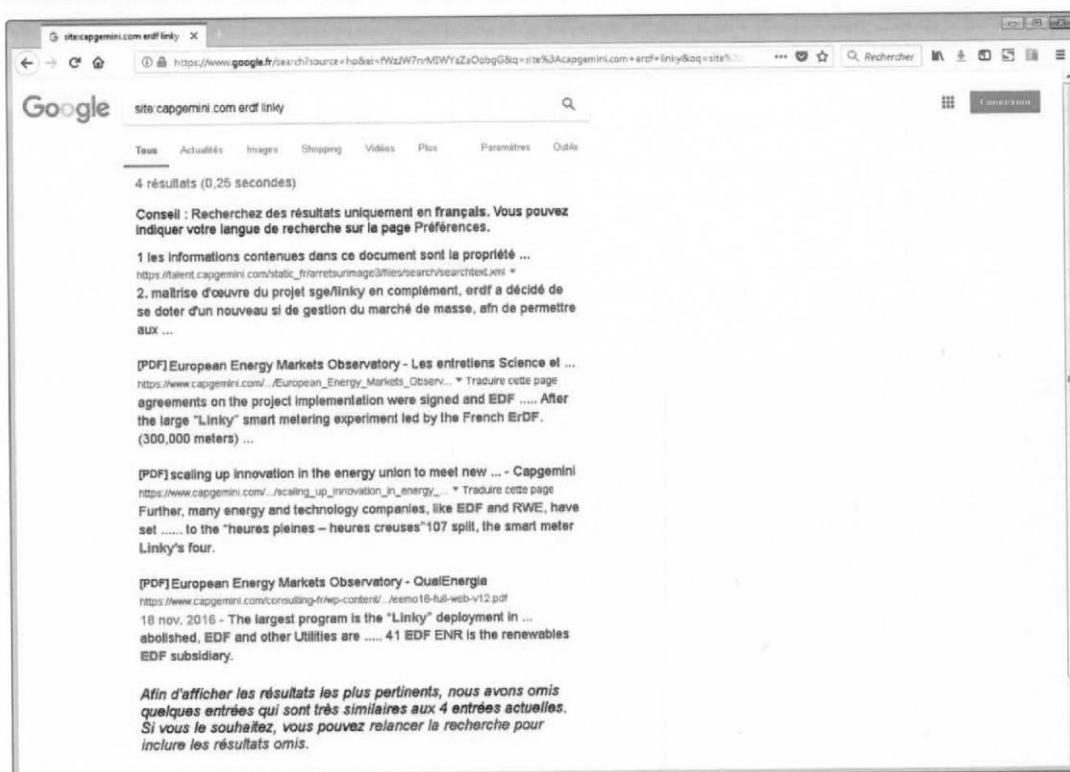 site:capgemini.com erdf linky
https://www.google.fr/search?source=hp&ei=
Rechercher
Google
site:capgemini.com erdf linky
Connexion
Tous Actualités Images Shopping Vidéos Plus Paramètres Outils
4 résultats (0,25 secondes)
Conseil : Recherchez des résultats uniquement en français. Vous pouvez
indiquer votre langue de recherche sur la page Préférences.
1 les informations contenues dans ce document sont la propriété ...
https://talent.capgemini.com/static_fr/arretsurimage3/files/search/searchtext.xml
2. maîtrise d'œuvre du projet sge/linky en complément, erdf a décidé de
se doter d'un nouveau si de gestion du marché de masse, afn de permettre
aux ...
[PDF] European Energy Markets Observatory - Les entretiens Science et ...
https://www.capgemini.com/.../European_Energy_Markets_Observ... Traduire cette page
agreements on the project implementation were signed and EDF ..... After
the large "Linky" smart metering experiment led by the French ErDF.
(300,000 meters) ...
[PDF] scaling up innovation in the energy union to meet new ... - Capgemini
https://www.capgemini.com/.../scaling_up_innovation_in_energy_... Traduire cette page
Further, many energy and technology companies, like EDF and RWE, have
set ...... to the "heures pleines – heures creuses"107 split, the smart meter
Linky's four.
[PDF] European Energy Markets Observatory - QualEnergia
https://www.capgemini.com/consulting-fr/wp-content/.../eemo18-full-web-v12.pdf
18 nov. 2016 - The largest program is the "Linky" deployment in ...
abolished, EDF and other Utilities are ..... 41 EDF ENR is the renewables
EDF subsidiary.
Afin d'afficher les résultats les plus pertinents, nous avons omis
quelques entrées qui sont très similaires aux 4 entrées actuelles.
Si vous le souhaitez, vous pouvez relancer la recherche pour
inclure les résultats omis.